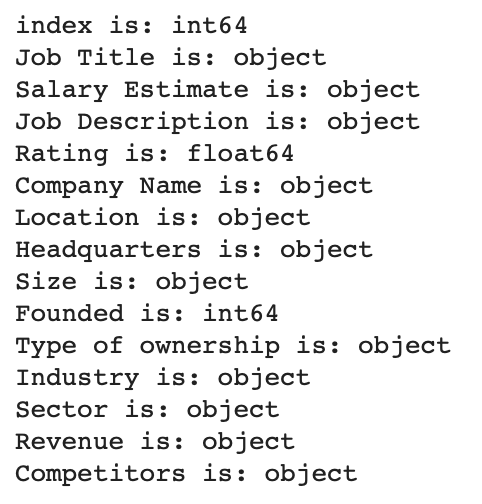 index is: int64
Job Title is: object
Salary Estimate is: object
Job Description is: object
Rating is: float64
Company Name is: object
Location is: object
Headquarters is: object
Size is: object
Founded is: int64
Type of ownership is: object
Industry is: object
Sector is: object
Revenue is: object
Competitors is: object